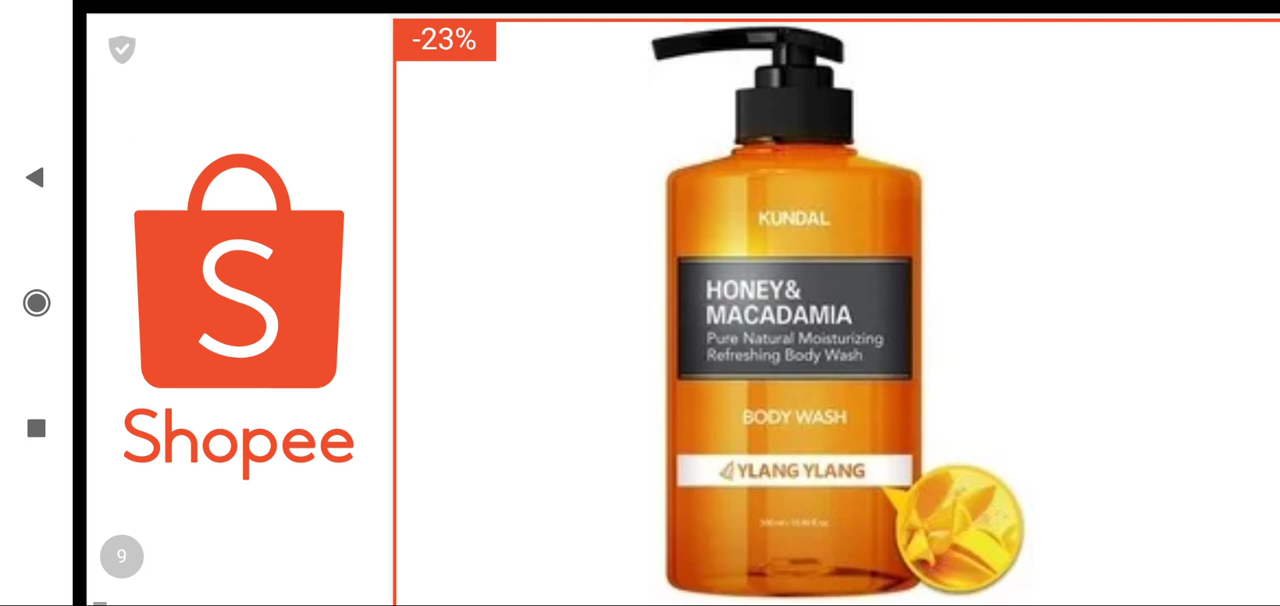 -23%
S
Shopee
9
KUNDAL
HONEY&
MACADAMIA
Pure Natural Moisturizing
Refreshing Body Wash
BODY WASH
YLANG YLANG